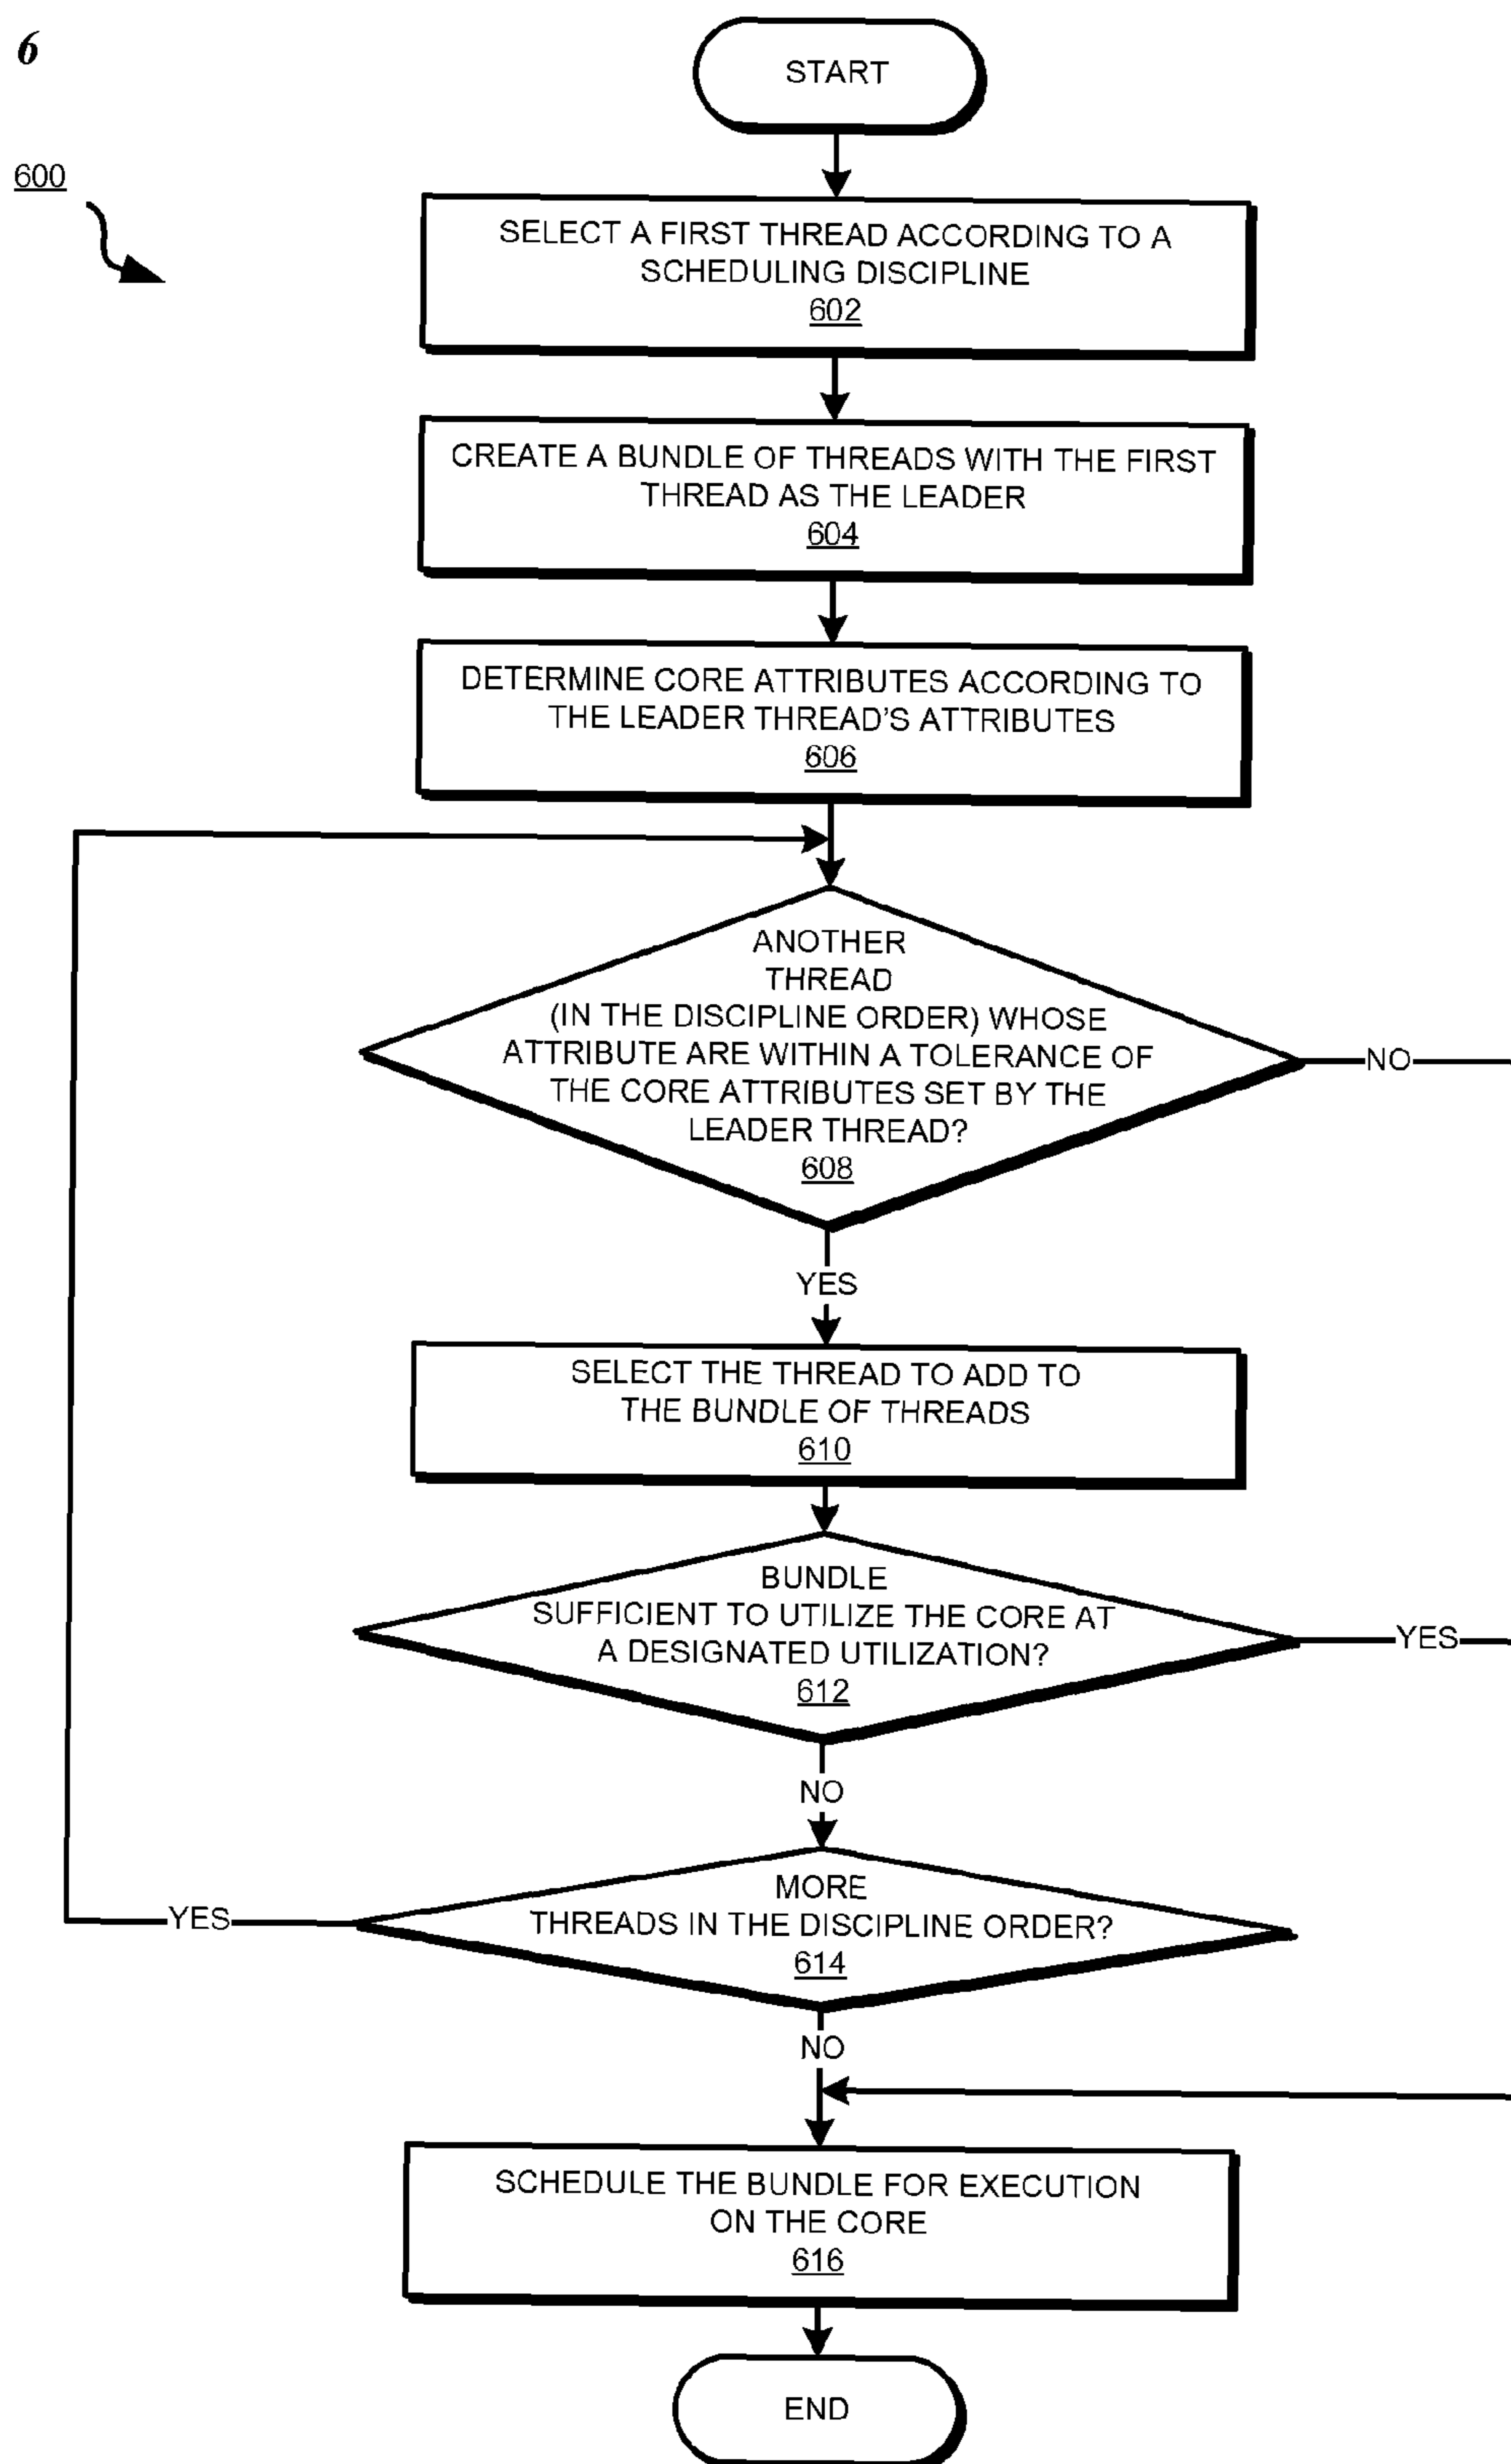 6
600
START
SELECT A FIRST THREAD ACCORDING TO A
SCHEDULING DISCIPLINE
602
CREATE A BUNDLE OF THREADS WITH THE FIRST
THREAD AS THE LEADER
604
DETERMINE CORE ATTRIBUTES ACCORDING TO
THE LEADER THREAD'S ATTRIBUTES
606
ANOTHER
THREAD
(IN THE DISCIPLINE ORDER) WHOSE
ATTRIBUTE ARE WITHIN A TOLERANCE OF
THE CORE ATTRIBUTES SET BY THE
LEADER THREAD?
608
NO
YES
SELECT THE THREAD TO ADD TO
THE BUNDLE OF THREADS
610
BUNDLE
SUFFICIENT TO UTILIZE THE CORE AT
A DESIGNATED UTILIZATION?
612
YES
NO
MORE
THREADS IN THE DISCIPLINE ORDER?
614
YES
NO
SCHEDULE THE BUNDLE FOR EXECUTION
ON THE CORE
616
END